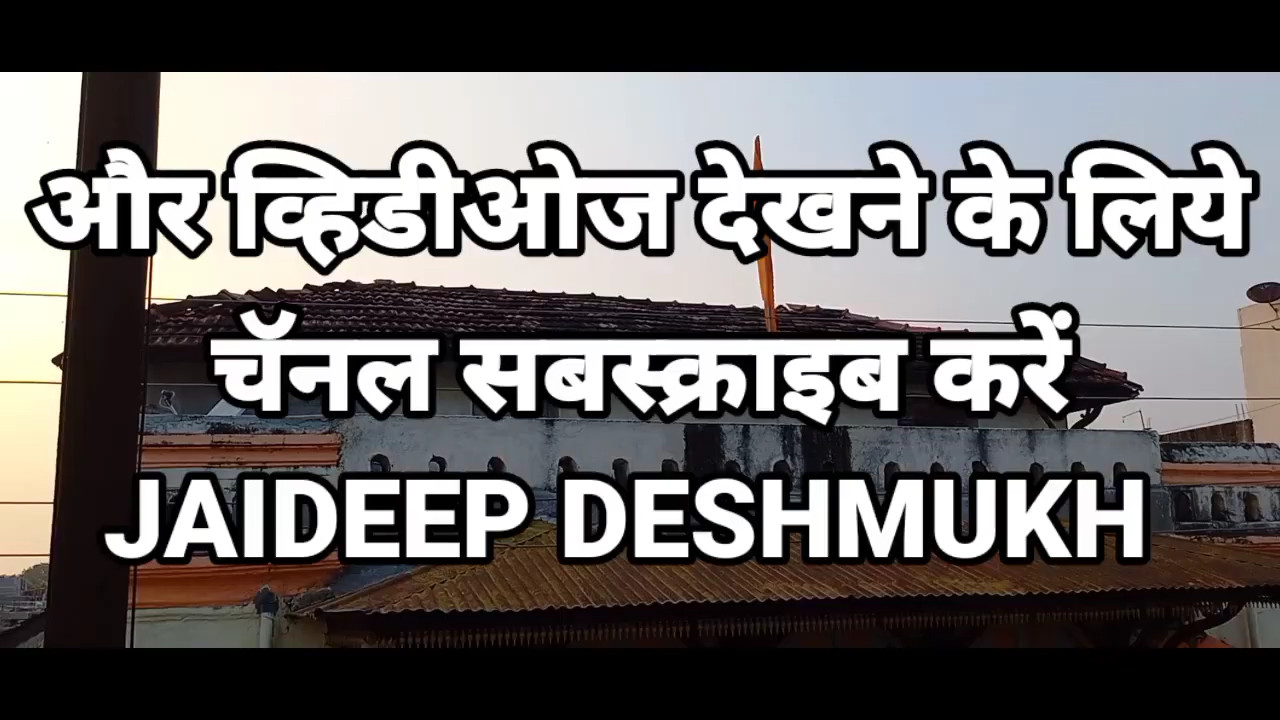 और व्हिडीओज देखने के लिये
चॅनल सबस्क्राइब करें
JAIDEEP DESHMUKH